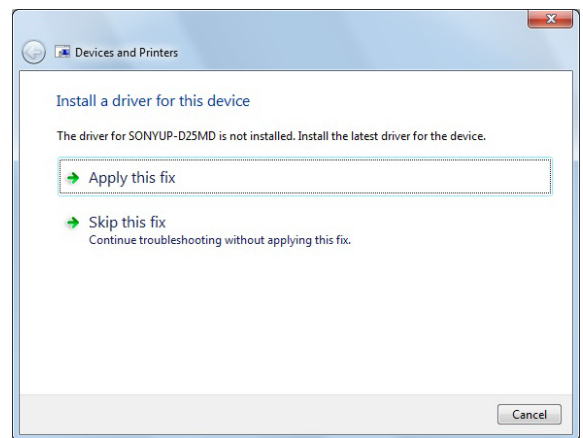 Devices and Printers
Install a driver for this device
The driver for SONYUP-D25MD is not installed. Install the latest driver for the device.
Apply this fix
Skip this fix
Continue troubleshooting without applying this fix.
Cancel